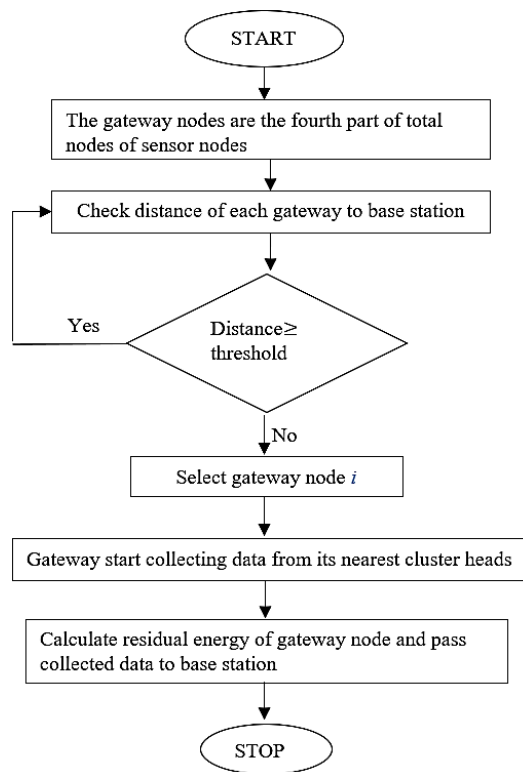 START
The gateway nodes are the fourth part of total
nodes of sensor nodes
Check distance of each gateway to base station
Yes
Distance≥
threshold
No
Select gateway node i
Gateway start collecting data from its nearest cluster heads
Calculate residual energy of gateway node and pass
collected data to base station
STOP